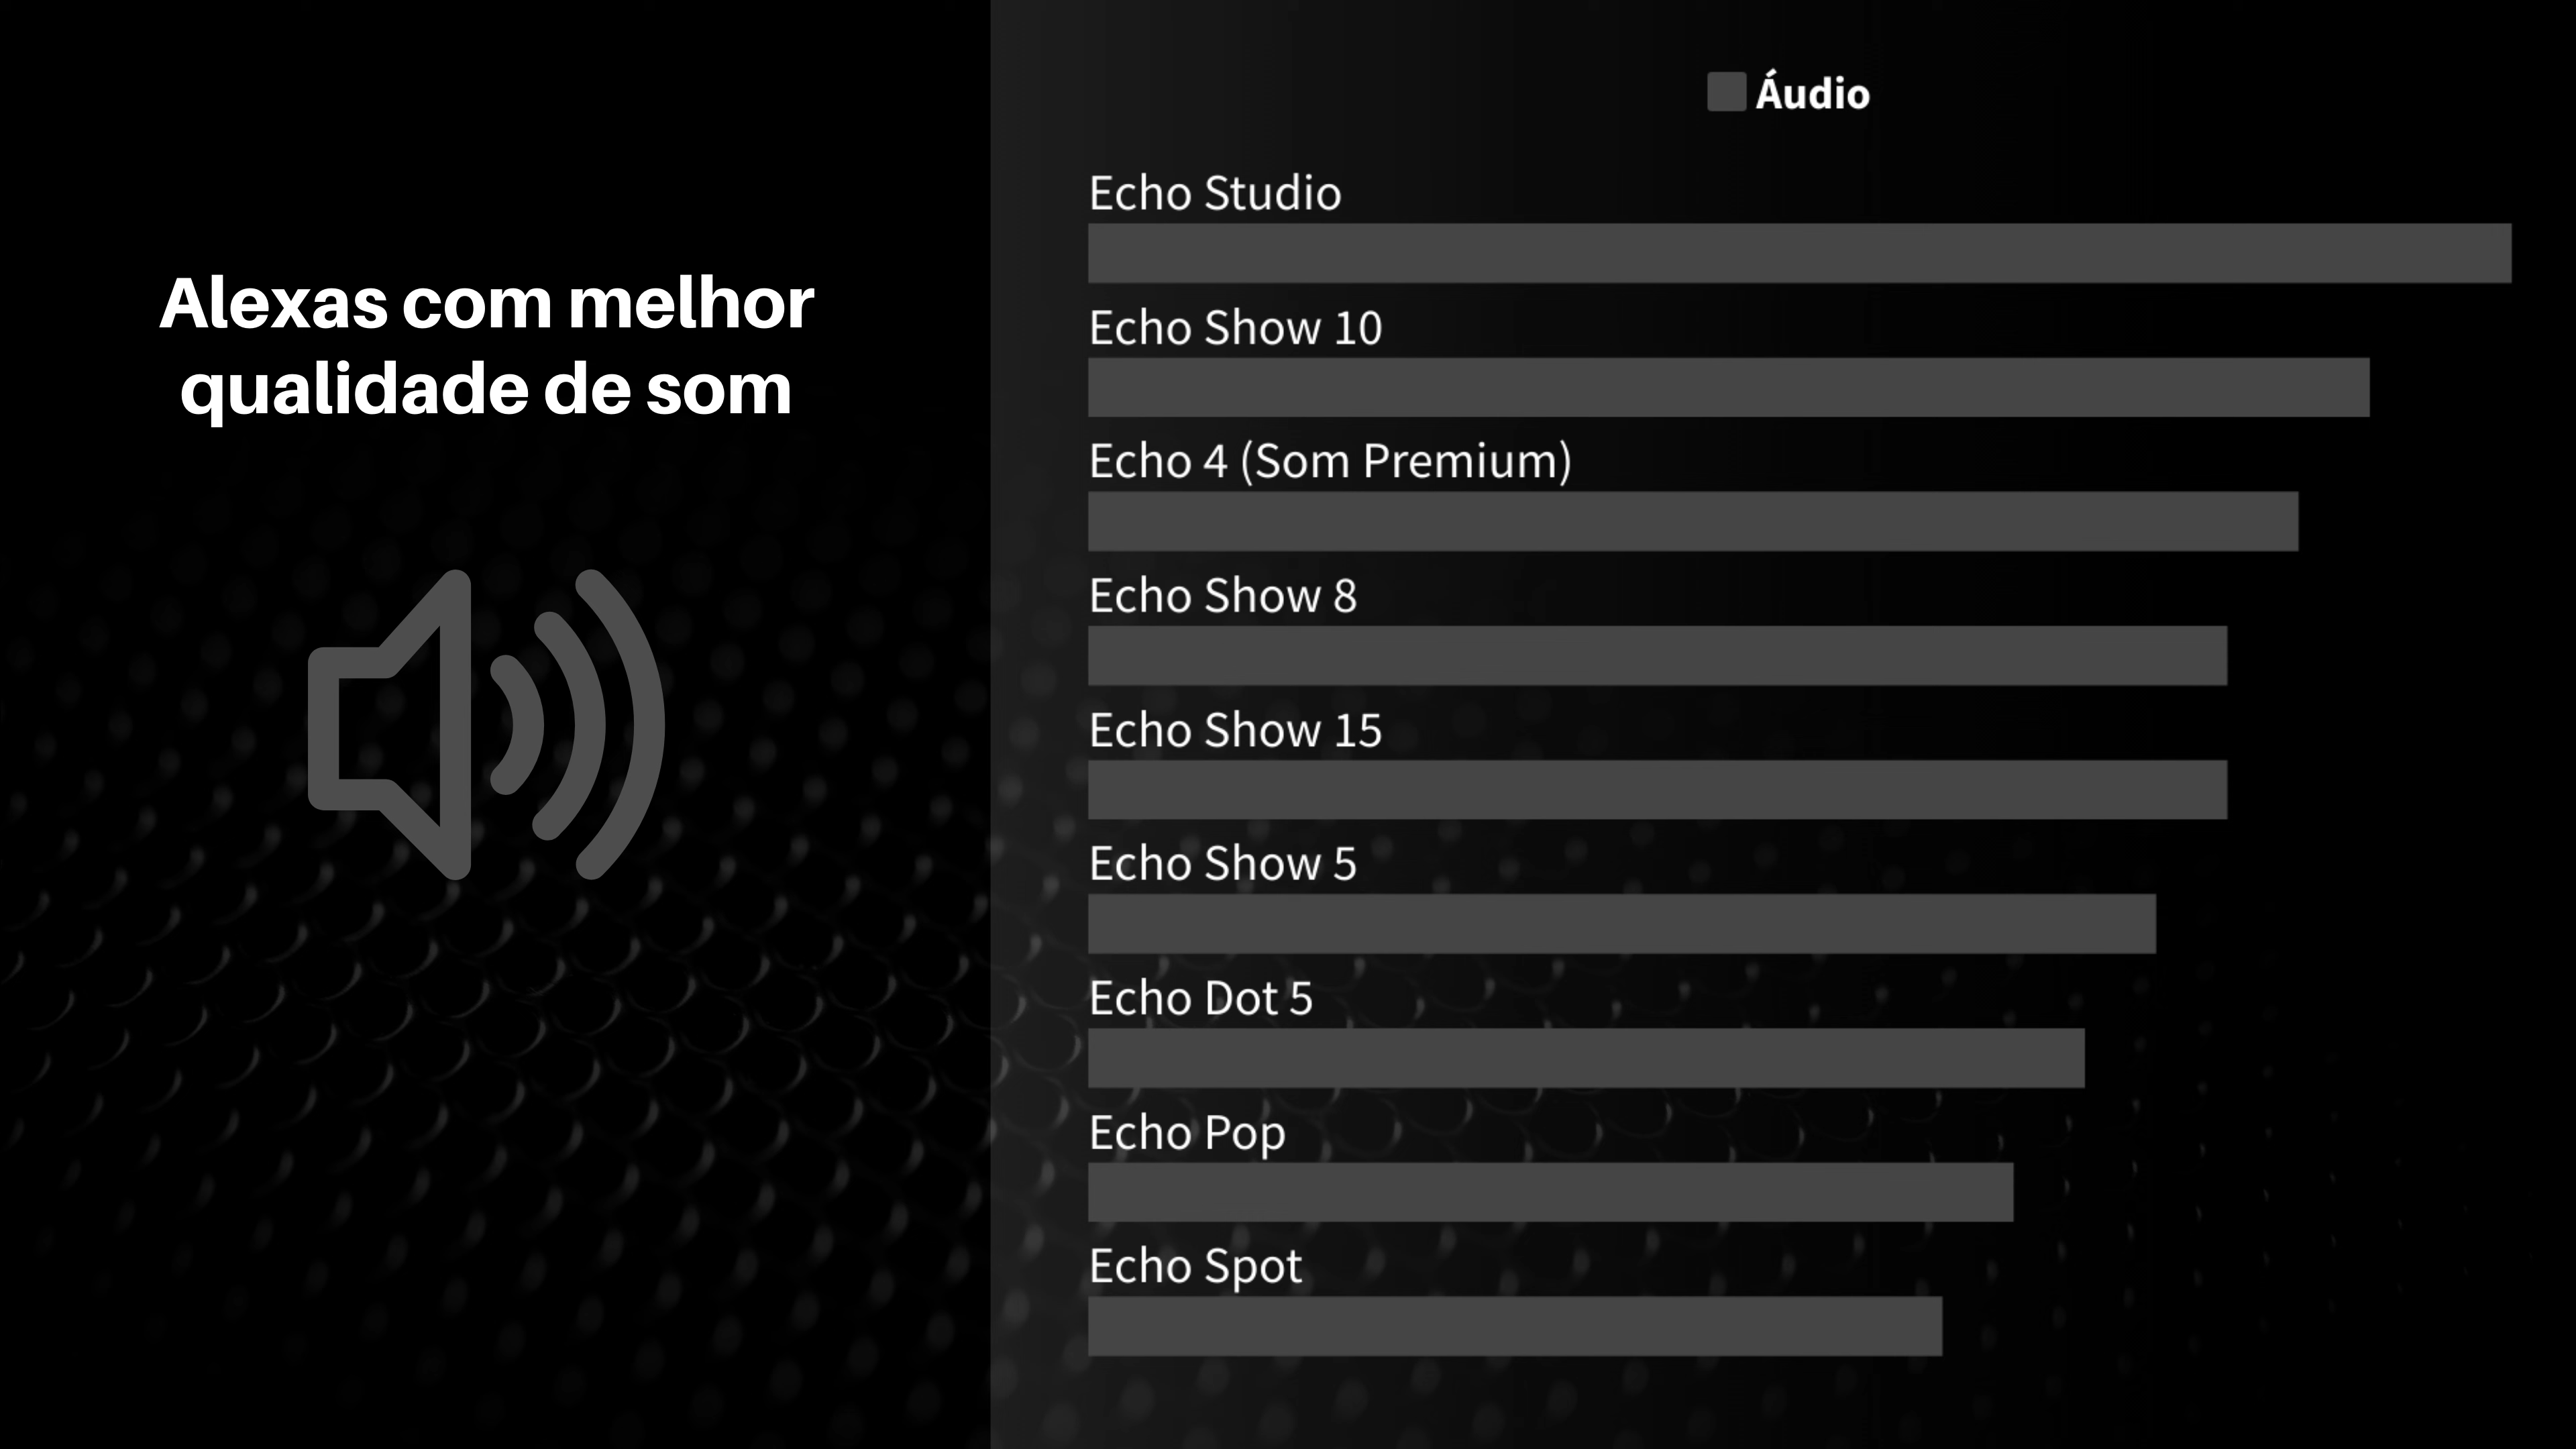 Alexas com melhor
qualidade de som
Áudio
Echo Studio
Echo Show 10
Echo 4 (Som Premium)
Echo Show 8
Echo Show 15
Echo Show 5
Echo Dot 5
Echo Pop
Echo Spot